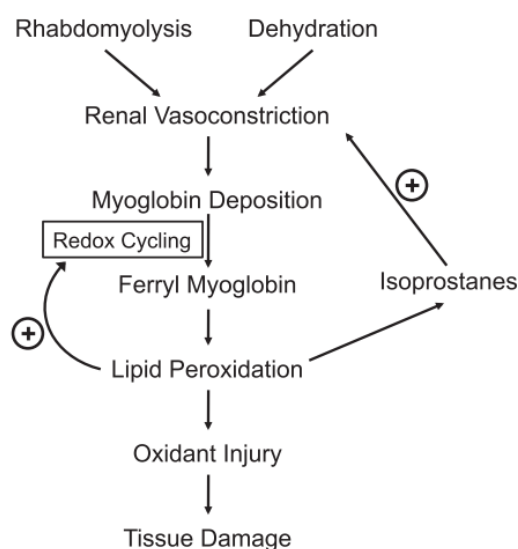 Rhabdomyolysis Dehydration
Renal Vasoconstriction
+
Myoglobin Deposition
Redox Cycling
Ferryl Myoglobin
Isoprostanes
+
Lipid Peroxidation
Oxidant Injury
Tissue Damage